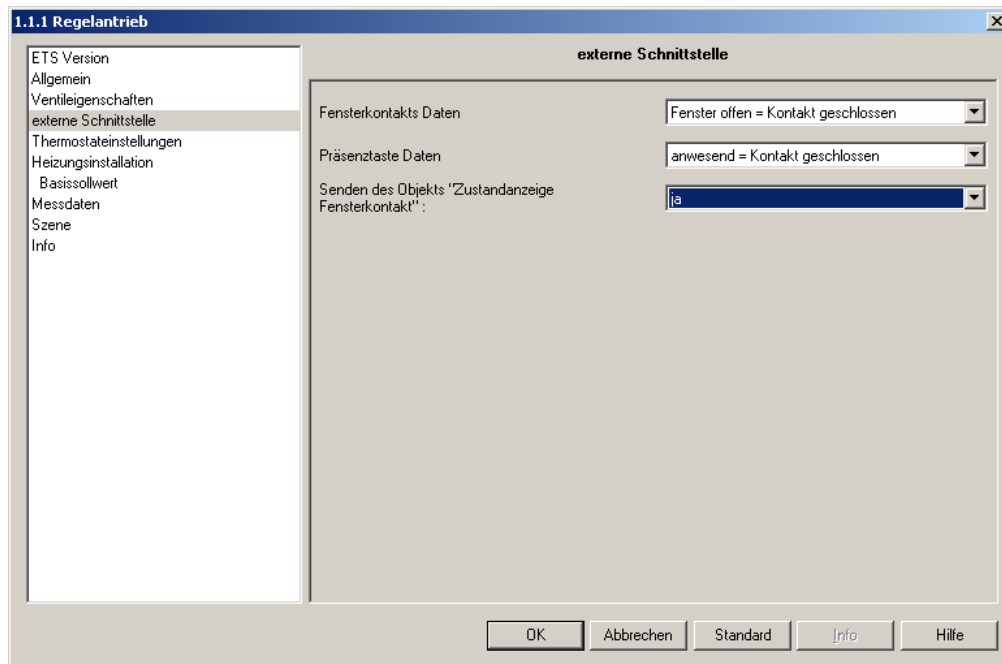 1.1.1 Regelantrieb
ETS Version
Allgemein
Ventileigenschaften
externe Schnittstelle
Thermostateinstellungen
Heizungsinstallation
Basissollwert
Messdaten
Szene
Info
externe Schnittstelle
Fensterkontakts Daten
Fenster offen = Kontakt geschlossen
Präsenztaste Daten
anwesend = Kontakt geschlossen
Senden des Objekts "Zustandanzeige
Fensterkontakt" :
ja
OK
Abbrechen
Standard
Info
Hilfe